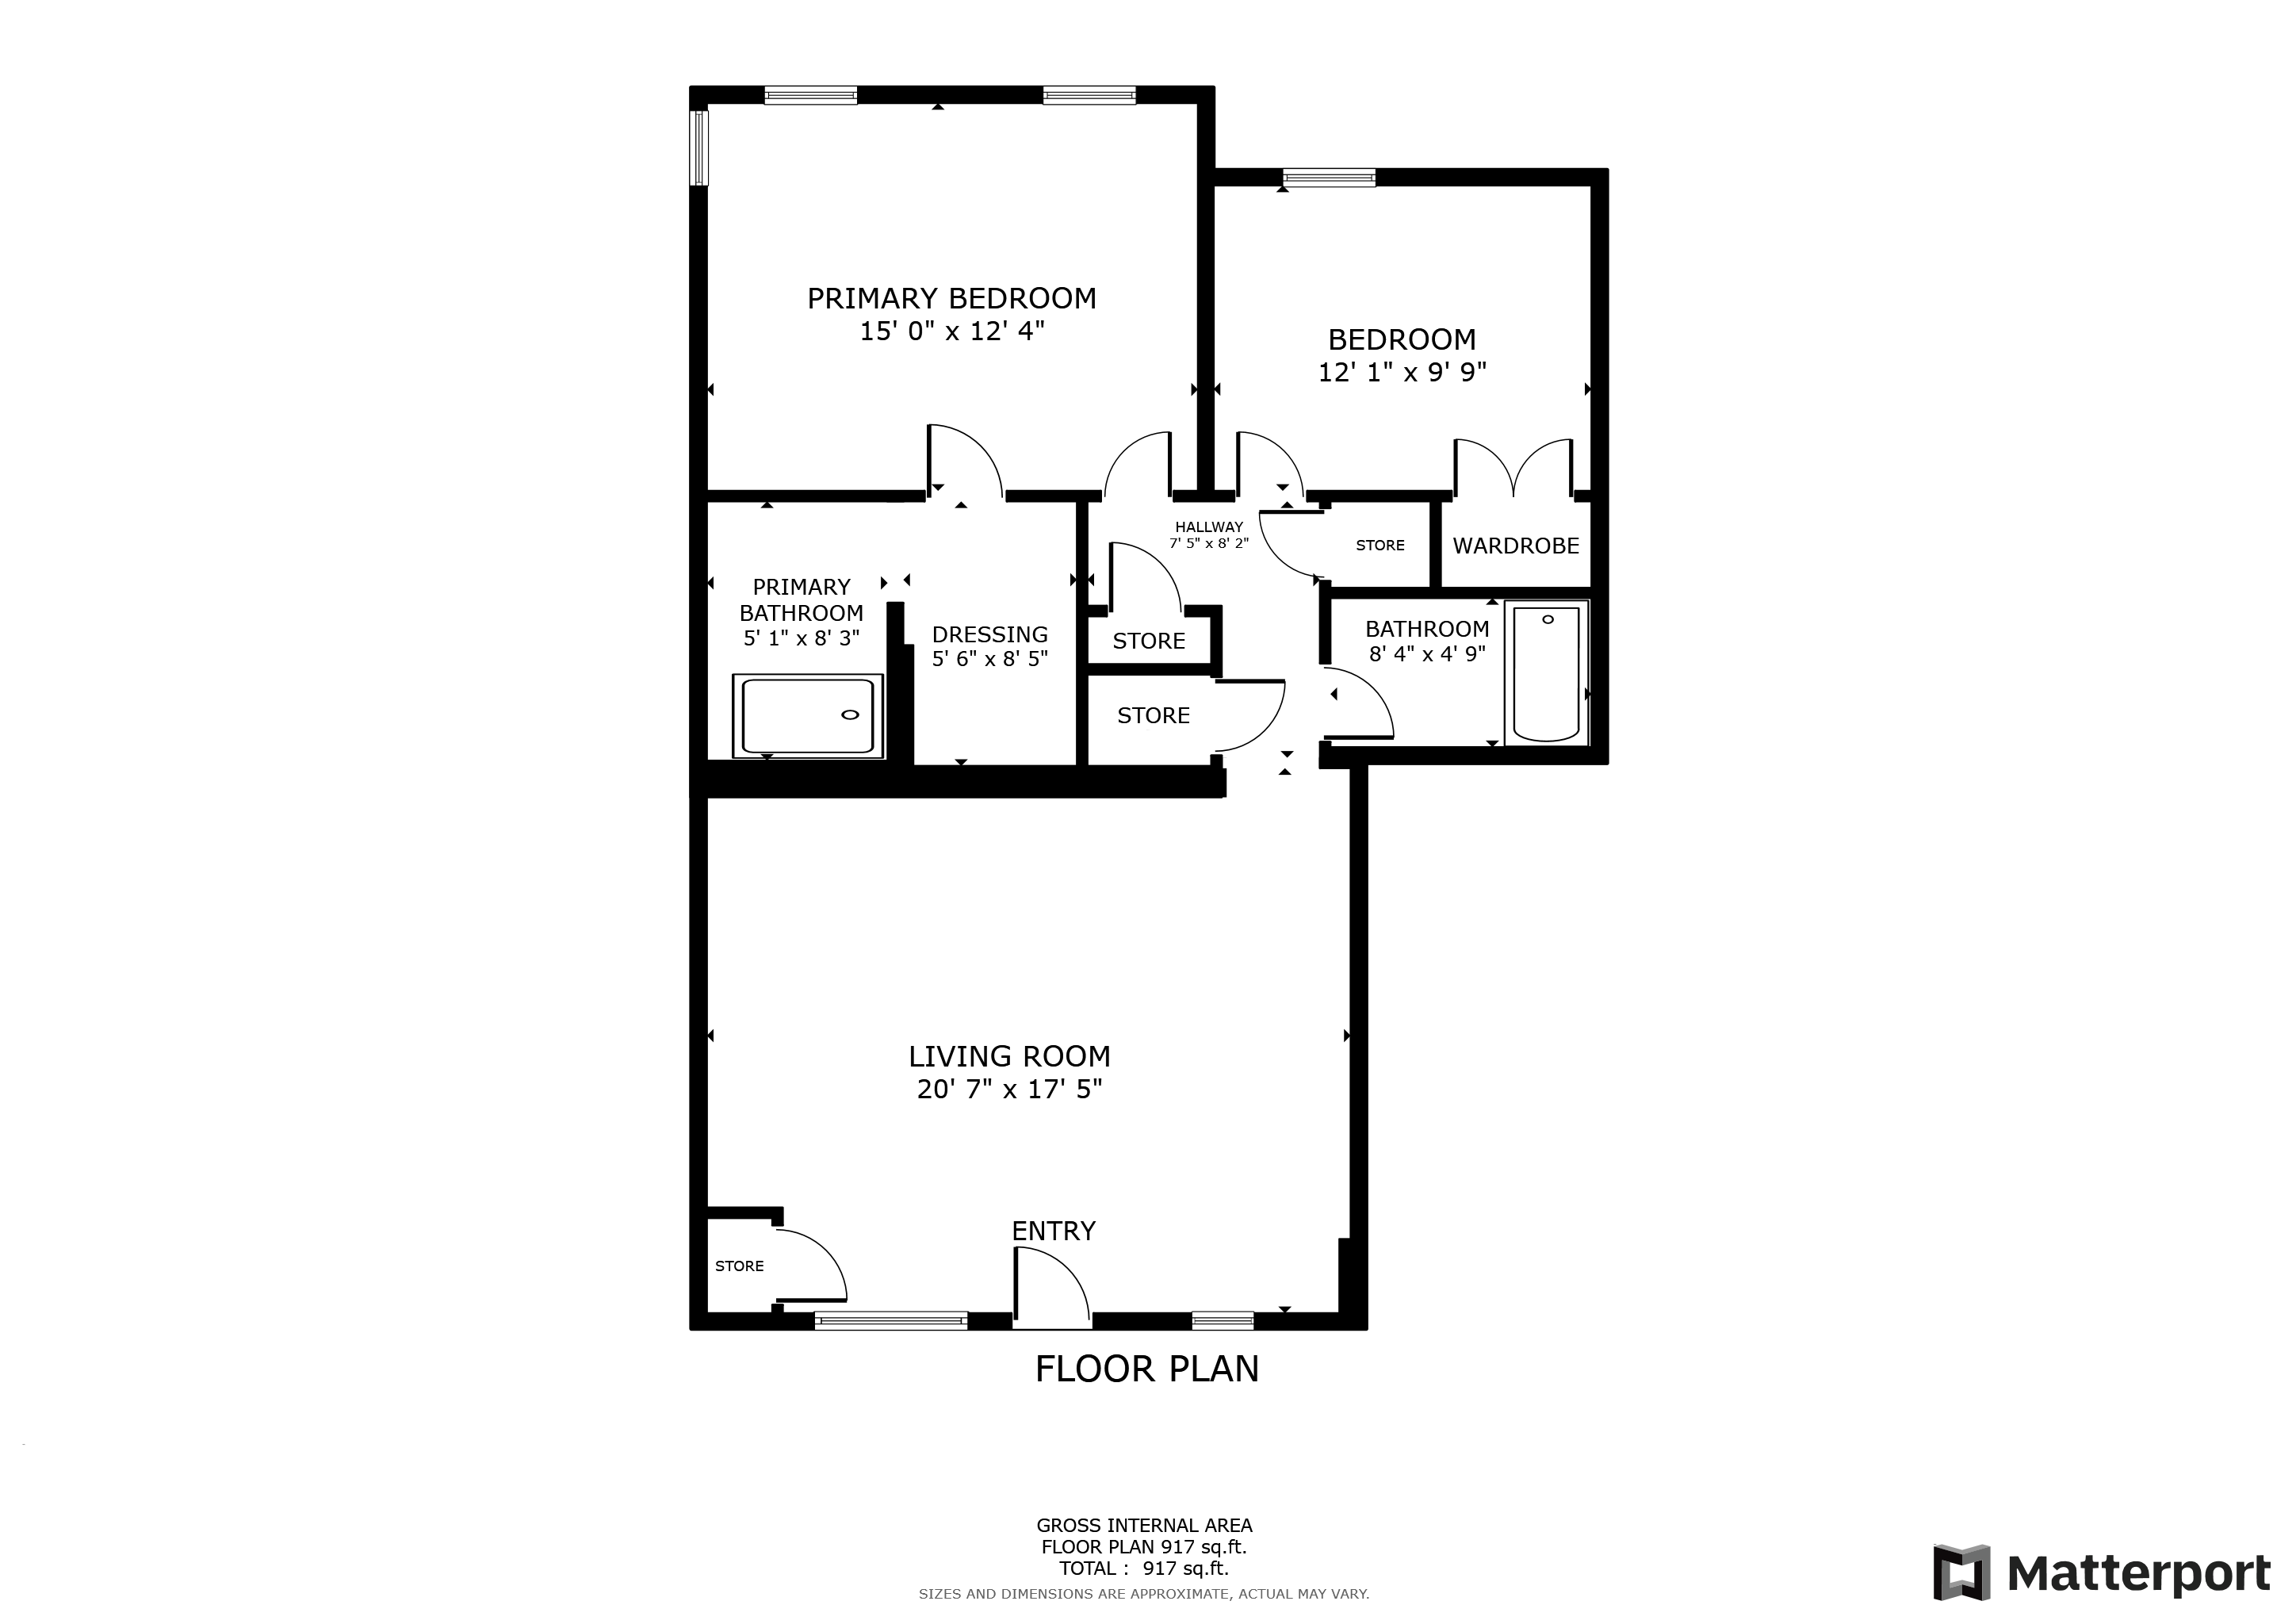 PRIMARY BEDROOM
15' 0" x 12' 4"
BEDROOM
12' 1" x 9' 9"
HALLWAY
7' 5" x 8' 2"
STORE
WARDROBE
PRIMARY
BATHROOM
5' 1" x 8' 3"
DRESSING
5' 6" x 8' 5"
STORE
BATHROOM
8' 4" x 4' 9"
STORE
LIVING ROOM
20' 7" x 17' 5"
ENTRY
STORE
FLOOR PLAN
GROSS INTERNAL AREA
FLOOR PLAN 917 sq.ft.
TOTAL : 917 sq.ft.
SIZES AND DIMENSIONS ARE APPROXIMATE, ACTUAL MAY VARY.
Matterport